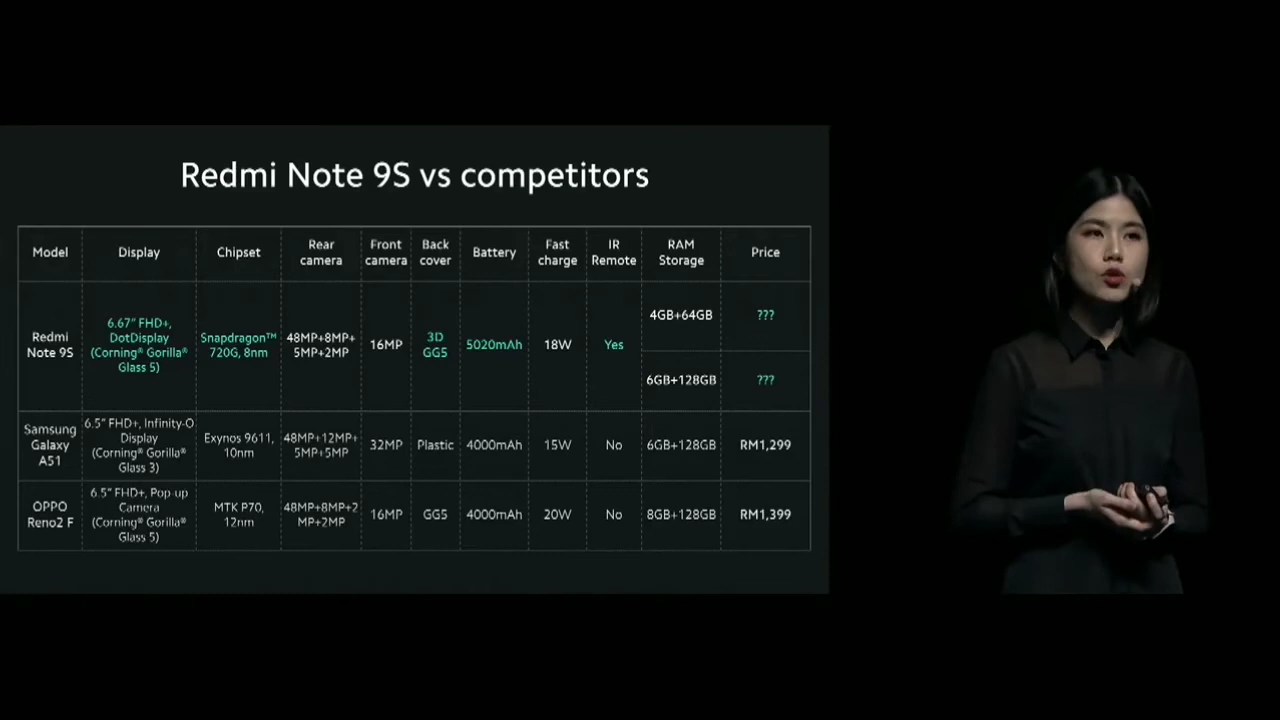 Redmi Note 9S vs competitors
Model
Display
Chipset
Rear
camera
Front
camera
Back
cover
Battery
Fast
charge
IR
Remote
RAM
Storage
Price
Redmi
Note 9S
6.67" FHD+,
DotDisplay
(Corning® Gorilla®
Glass 5)
Snapdragon™
720G, 8nm
48MP+8MP+
5MP+2MP
16MP
3D
GG5
5020mAh
18W
Yes
4GB+64GB
???
6GB+128GB
???
Samsung
Galaxy
A51
6.5" FHD+, Infinity-O
Display
(Corning® Gorilla®
Glass 3)
Exynos 9611,
10nm
48MP+12MP+
5MP+5MP
32MP
Plastic
4000mAh
15W
No
6GB+128GB
RM1,299
OPPO
Reno2 F
6.5" FHD+, Pop-up
Camera
(Corning® Gorilla®
Glass 5)
MTK P70,
12nm
48MP+8MP+2
MP+2MP
16MP
GG5
4000mAh
20W
No
8GB+128GB
RM1,399